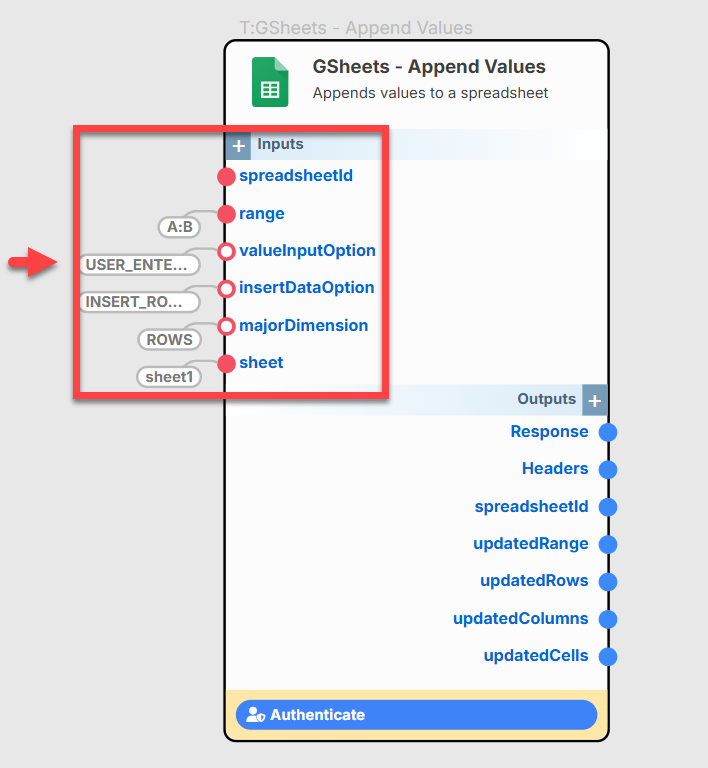 T:GSheets - Append Values
GSheets - Append Values
Appends values to a spreadsheet
+ Inputs
spreadsheetId
range
A:B
valueInputOption
USER_ENTE...
insertDataOption
INSERT_RO...
majorDimension
ROWS
sheet
sheet1
Outputs +
Response
Headers
spreadsheetId
updatedRange
updatedRows
updatedColumns
updatedCells
Authenticate